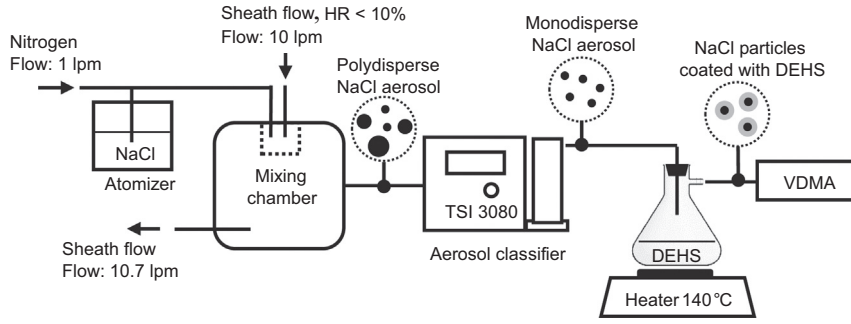 Sheath flow, HR < 10%
Flow: 10 lpm
Nitrogen
Flow: 1 lpm
Polydisperse
NaCl aerosol
Monodisperse
NaCl aerosol
NaCl particles
coated with DEHS
NaCl
Atomizer
Mixing
chamber
TSI 3080
Aerosol classifier
VDMA
Sheath flow
Flow: 10.7 lpm
DEHS
Heater 140°C